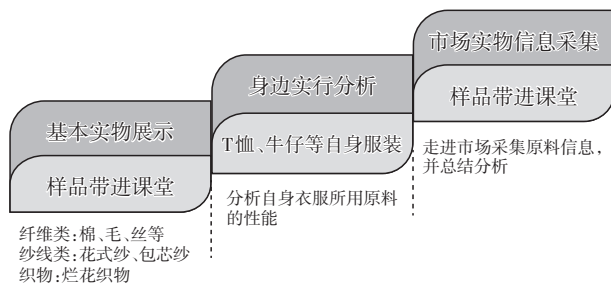 基本实物展示
样品带进课堂
纤维类:棉、毛、丝等
纱线类:花式纱、包芯纱
织物:烂花织物
身边实行分析
T恤、牛仔等自身服装
分析自身衣服所用原料
的性能
市场实物信息采集
样品带进课堂
走进市场采集原料信息,
并总结分析